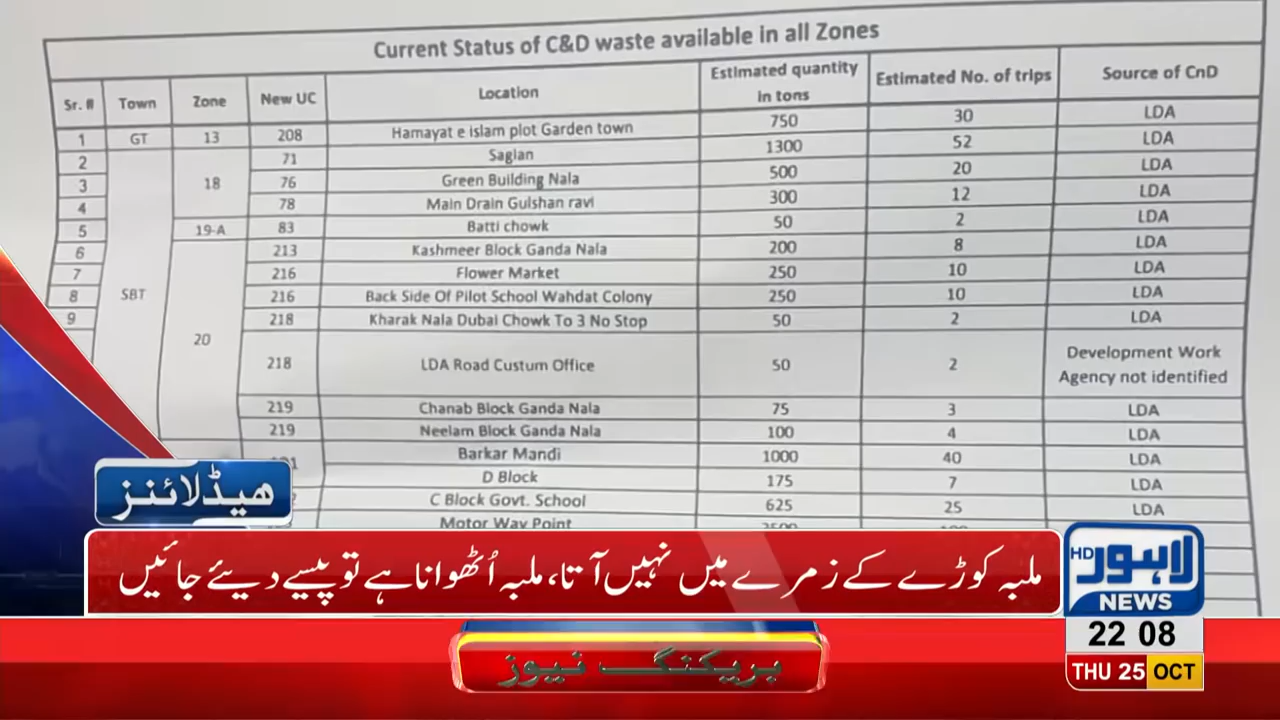 Current Status of C&D waste available in all Zones
Sr. # Town Zone New UC Location Estimated quantity in tons Estimated No. of trips Source of CnD
1 GT 13 208 Hamayat e islam plot Garden town 750 30 LDA
2 SBT 18 71 Sagian 1300 52 LDA
3 76 Green Building Nala 500 20 LDA
4 78 Main Drain Gulshan ravi 300 12 LDA
5 19-A 83 Batti chowk 50 2 LDA
6 20 213 Kashmeer Block Ganda Nala 200 8 LDA
7 216 Flower Market 250 10 LDA
8 216 Back Side Of Pilot School Wahdat Colony 250 10 LDA
9 218 Kharak Nala Dubai Chowk To 3 No Stop 50 2 LDA
218 LDA Road Custum Office 50 2 Development Work Agency not identified
219 Chanab Block Ganda Nala 75 3 LDA
219 Neelam Block Ganda Nala 100 4 LDA
Barkar Mandi 1000 40 LDA
D Block 175 7 LDA
C Block Govt. School 625 25 LDA
Motor Way Point
ہیڈلائنز
ملبہ کوڑے کے زمرے میں نہیں آتا، ملبہ اُٹھوانا ہے تو پیسے دیئے جائیں
لاہور HD
NEWS
22 08
THU 25 OCT
بریکنگ نیوز